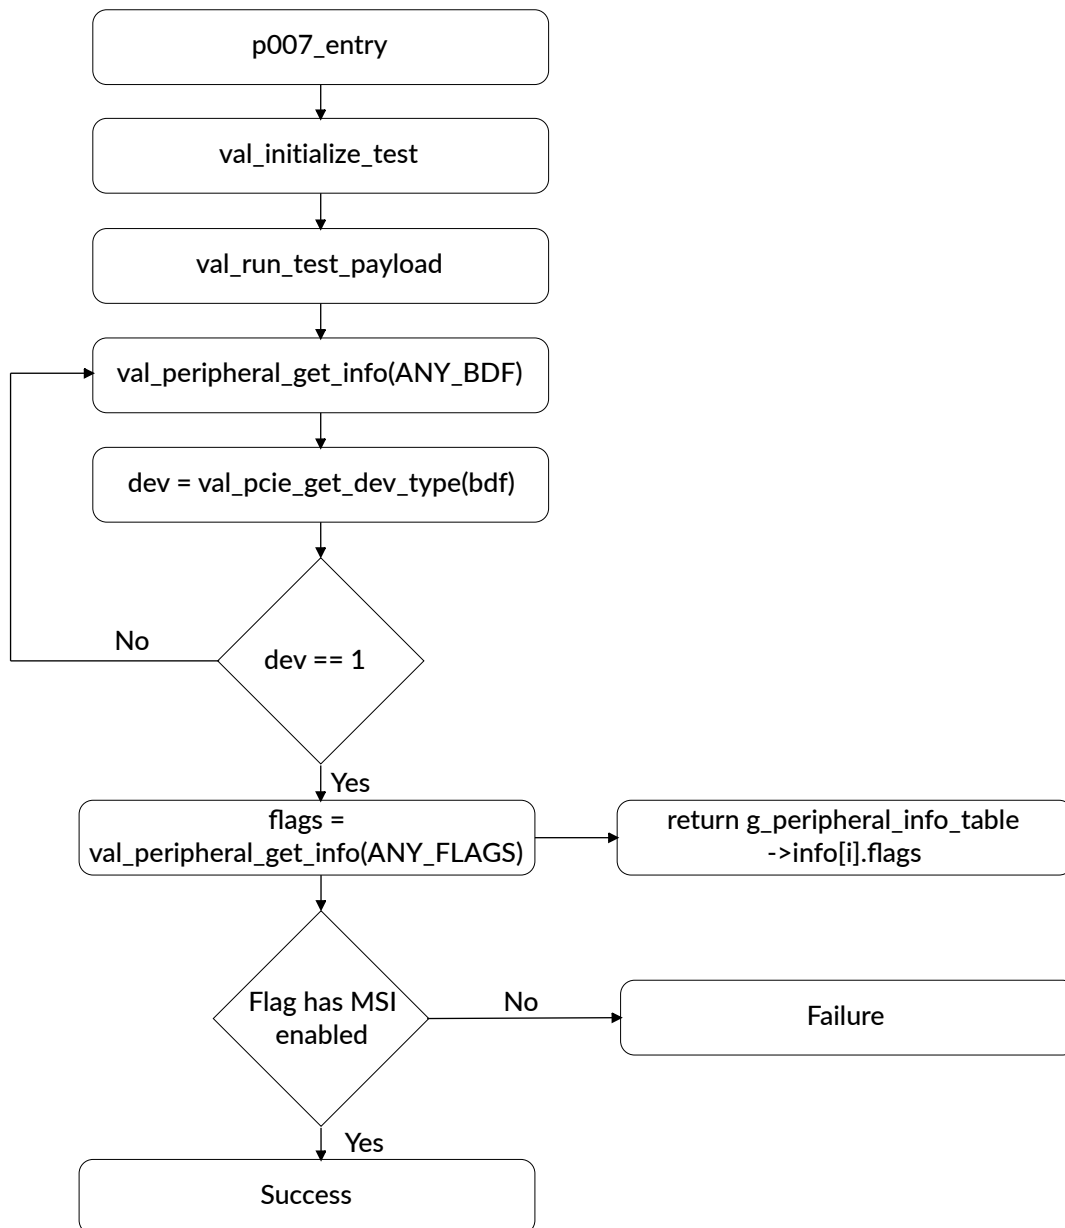 p007_entry
val_initialize_test
val_run_test_payload
val_peripheral_get_info(ANY_BDF)
dev = val_pcie_get_dev_type(bdf)
No
dev == 1
Yes
flags =
val_peripheral_get_info(ANY_FLAGS)
return g_peripheral_info_table
->info[i].flags
Flag has MSI
enabled
No
Failure
Yes
Success